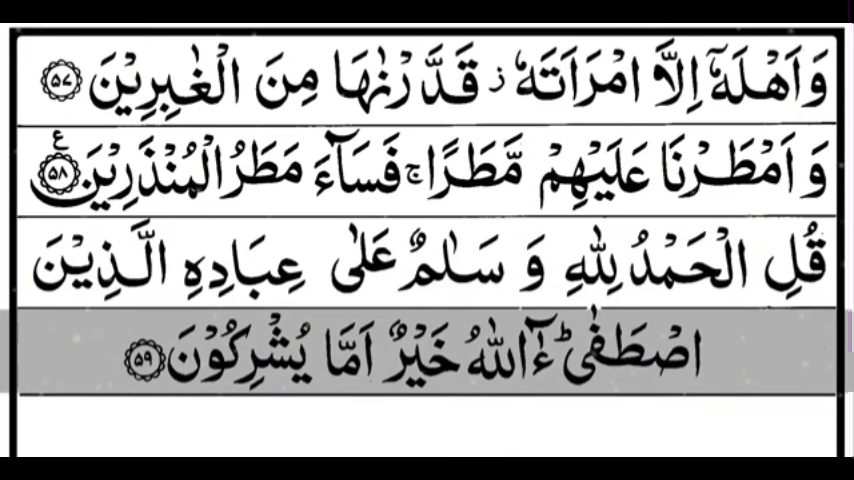 وَاَهْلَهٗۤ اِلَّا امْرَاَتَهٗ ز قَدَّرْنٰهَا مِنَ الْغٰبِرِيْنَ ۵۷
وَ اَمْطَرْنَا عَلَيْهِمْ مَّطَرًا ج فَسَآءَ مَطَرُ الْمُنْذَرِيْنَ ع ۵۸
قُلِ الْحَمْدُ لِلّٰهِ وَ سَلٰمٌ عَلٰى عِبَادِهِ الَّذِيْنَ
اصْطَفٰى ؕ ءٰٓاللّٰهُ خَيْرٌ اَمَّا يُشْرِكُوْنَ ۵۹